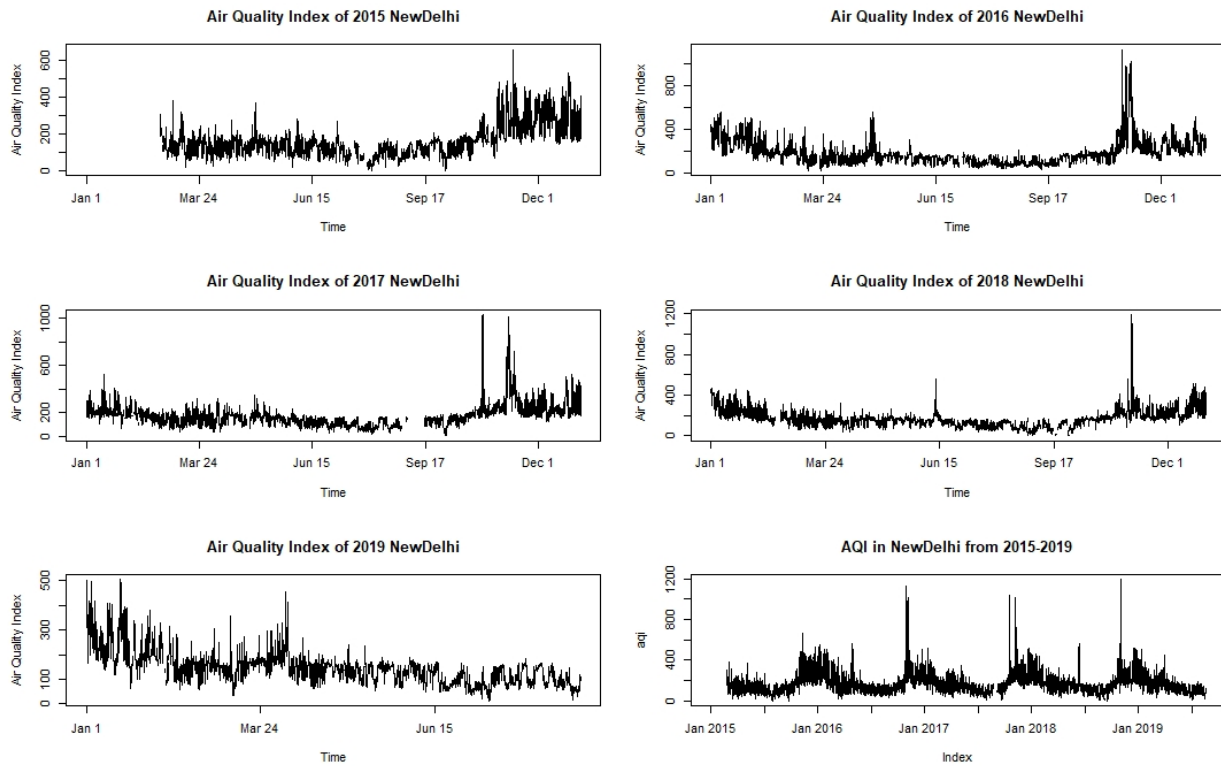 Air Quality Index of 2015 NewDelhi
Air Quality Index
600
400
200
0
Jan 1 Mar 24 Jun 15 Sep 17 Dec 1
Time
Air Quality Index of 2016 NewDelhi
Air Quality Index
800
400
0
Jan 1 Mar 24 Jun 15 Sep 17 Dec 1
Time
Air Quality Index of 2017 NewDelhi
Air Quality Index
1000
600
200
0
Jan 1 Mar 24 Jun 15 Sep 17 Dec 1
Time
Air Quality Index of 2018 NewDelhi
Air Quality Index
1200
800
400
0
Jan 1 Mar 24 Jun 15 Sep 17 Dec 1
Time
Air Quality Index of 2019 NewDelhi
Air Quality Index
500
300
100
0
Jan 1 Mar 24 Jun 15
Time
AQI in NewDelhi from 2015-2019
aqi
1200
800
400
0
Jan 2015 Jan 2016 Jan 2017 Jan 2018 Jan 2019
Index